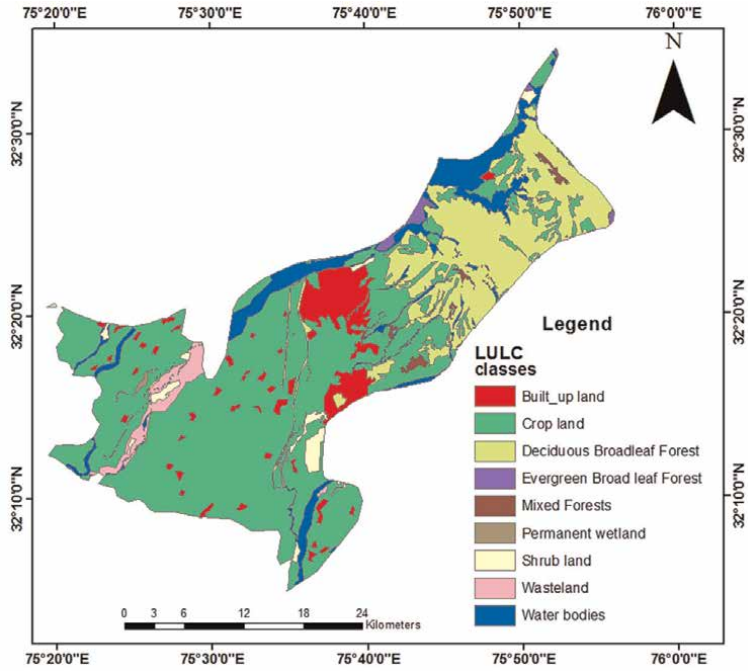 75°20'0"N 75°30'0"N 75°40'0"N 75°50'0"N 76°0'0"N
N
32°30'0"N 32°30'0"N
32°20'0"N 32°20'0"N
32°10'0"N 32°10'0"N
Legend
LULC
classes
Built_up land
Crop land
Deciduous Broadleaf Forest
Evergreen Broad leaf Forest
Mixed Forests
Permanent wetland
Shrub land
Wasteland
Water bodies
0 3 6 12 18 24
Kilometers
75°20'0"N 75°30'0"N 75°40'0"N 75°50'0"N 76°0'0"N